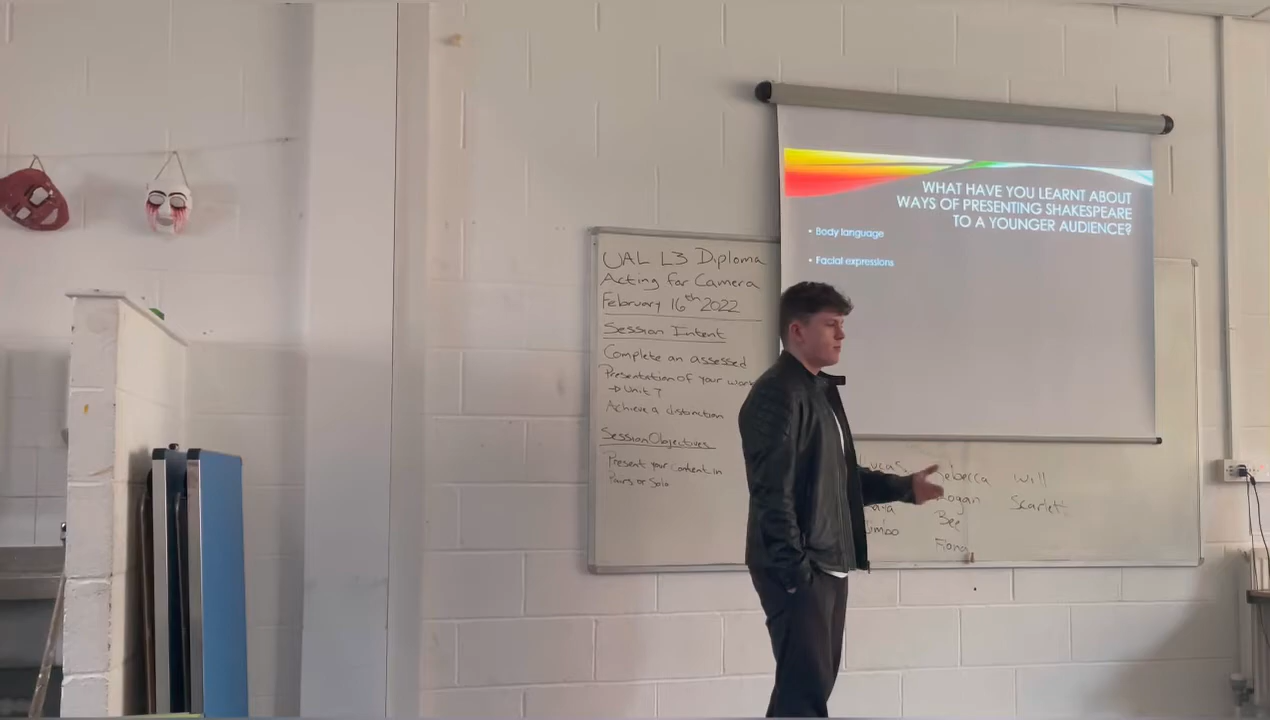 WHAT HAVE YOU LEARNT ABOUT
WAYS OF PRESENTING SHAKESPEARE
TO A YOUNGER AUDIENCE?
• Body language
• Facial expressions
UAL L3 Diploma
Acting for Camera
February 16th 2022
Session Intent
Complete an assessed
Presentation of your work
→ Unit 7
Achieve a distinction
Session Objectives
Present your content in
Pairs or Solo
Lucas Rebecca Will
Scarlett
Bee
Fiona